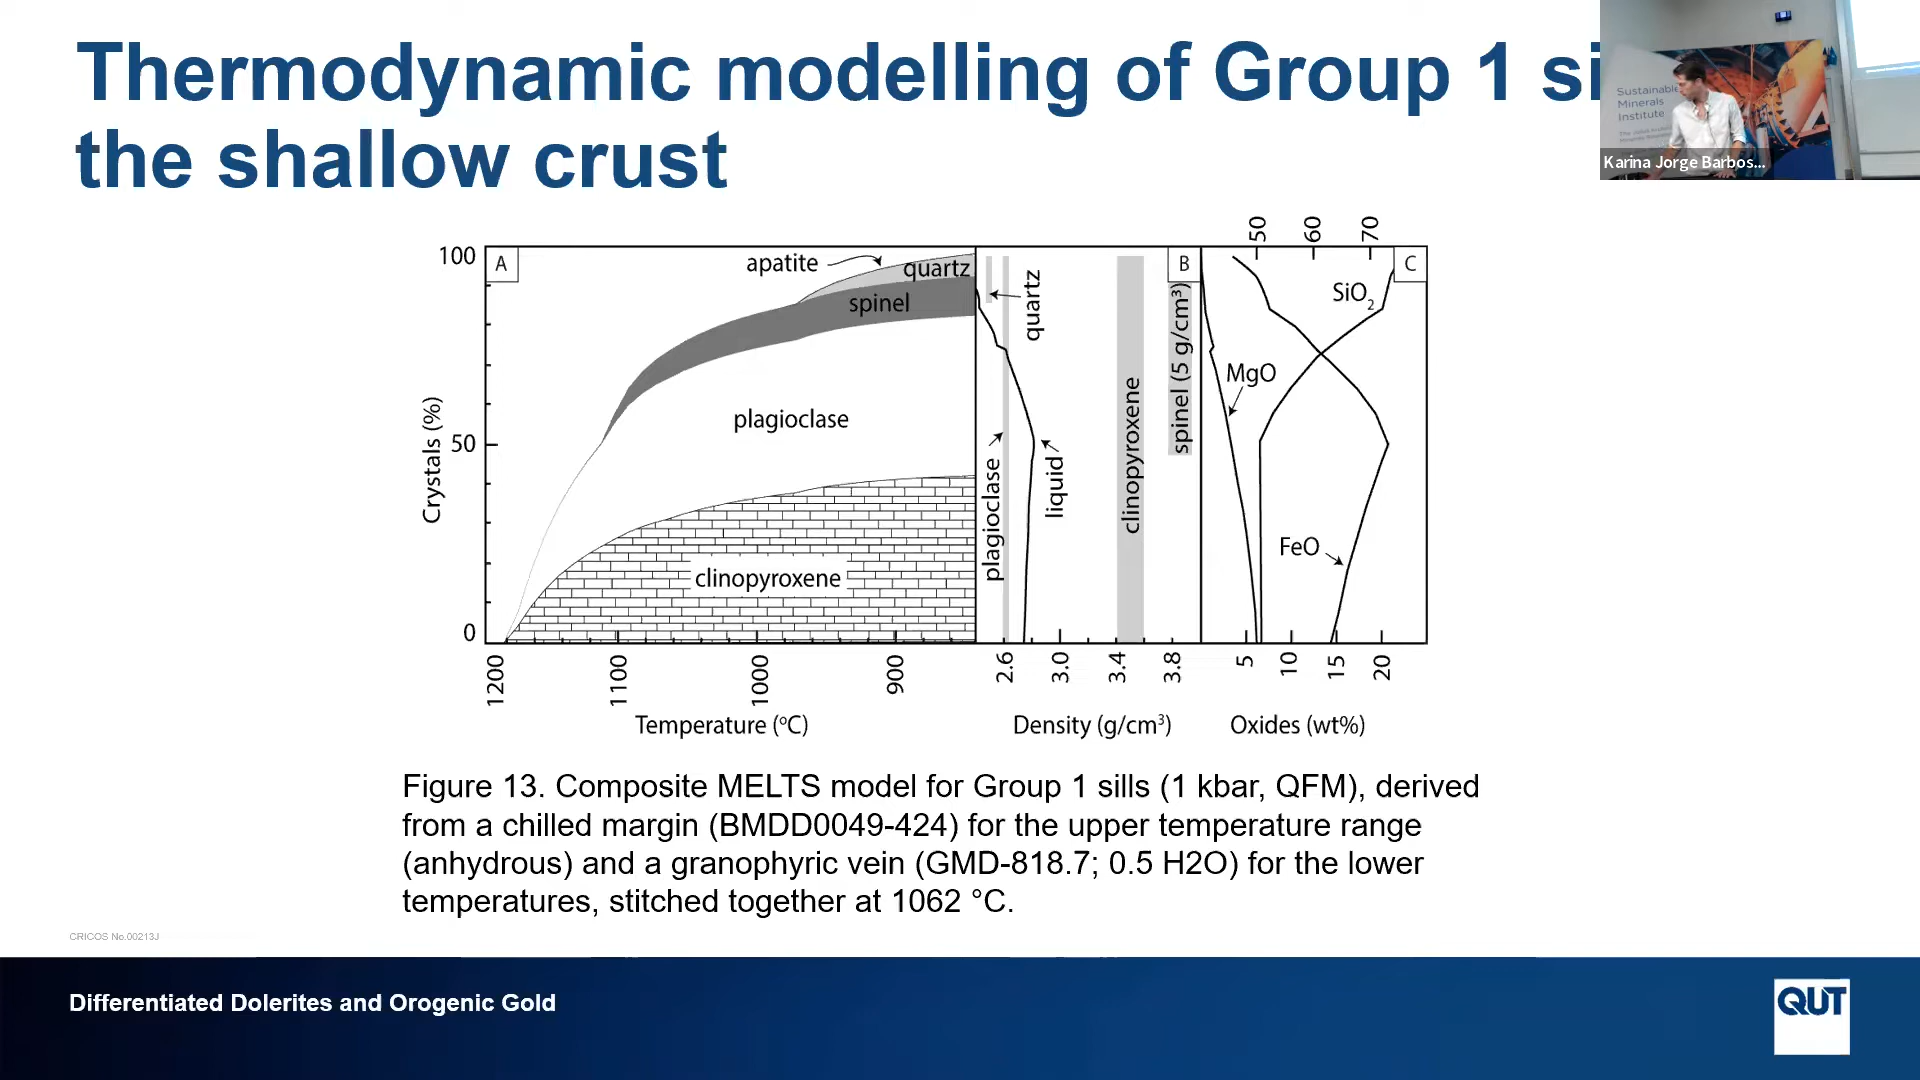 Thermodynamic modelling of Group 1 si
the shallow crust
Sustainable
Minerals
Institute
Karina Jorge Barbos...
100
50
0
Crystals (%)
A
apatite
quartz
spinel
plagioclase
clinopyroxene
1200
1100
1000
900
Temperature (ºC)
B
quartz
plagioclase
liquid
clinopyroxene
spinel (5 g/cm³)
2.6
3.0
3.4
3.8
Density (g/cm³)
50
60
70
C
SiO₂
MgO
FeO
5
10
15
20
Oxides (wt%)
Figure 13. Composite MELTS model for Group 1 sills (1 kbar, QFM), derived
from a chilled margin (BMDD0049-424) for the upper temperature range
(anhydrous) and a granophyric vein (GMD-818.7; 0.5 H2O) for the lower
temperatures, stitched together at 1062 °C.
CRICOS No.00213J
Differentiated Dolerites and Orogenic Gold
QUT